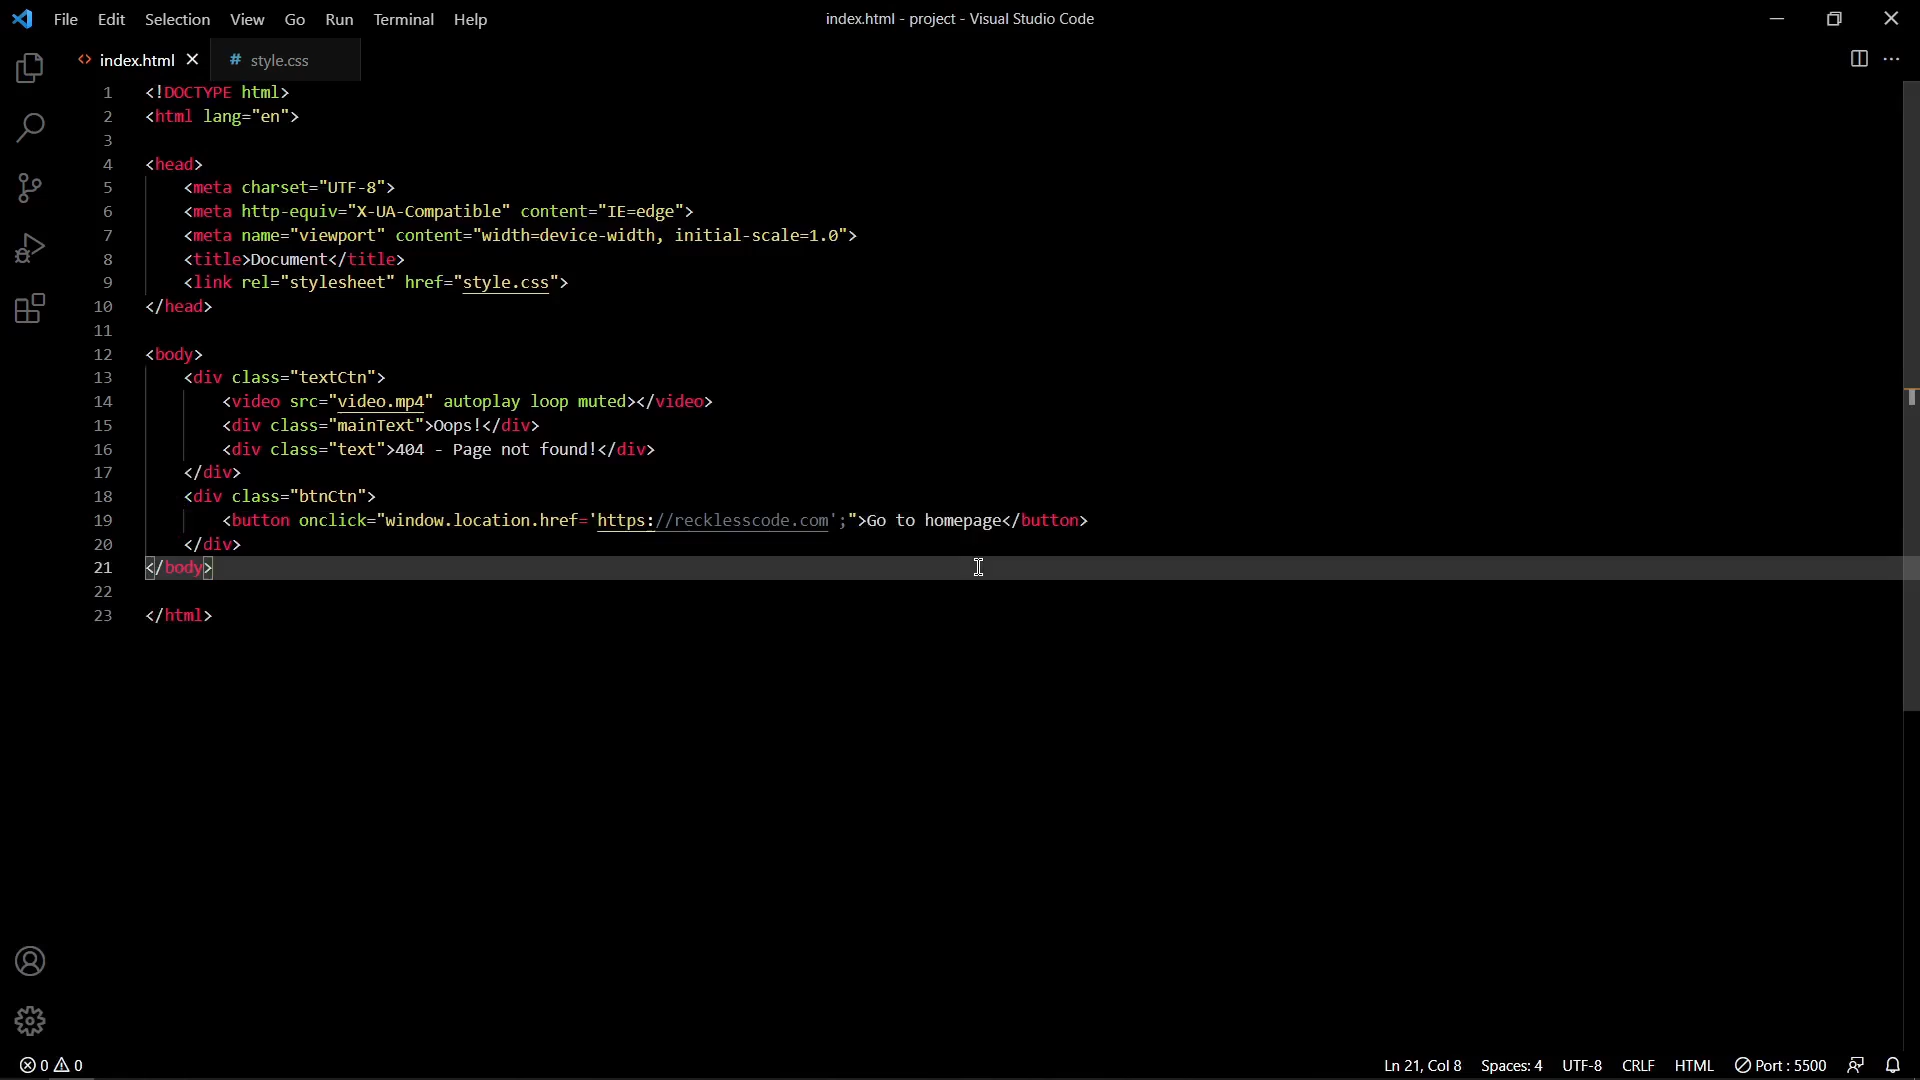 File Edit Selection View Go Run Terminal Help index.html - project - Visual Studio Code
index.html # style.css
1 <!DOCTYPE html>
2 <html lang="en">
3
4 <head>
5 <meta charset="UTF-8">
6 <meta http-equiv="X-UA-Compatible" content="IE=edge">
7 <meta name="viewport" content="width=device-width, initial-scale=1.0">
8 <title>Document</title>
9 <link rel="stylesheet" href="style.css">
10 </head>
11
12 <body>
13 <div class="textCtn">
14 <video src="video.mp4" autoplay loop muted></video>
15 <div class="mainText">Oops!</div>
16 <div class="text">404 - Page not found!</div>
17 </div>
18 <div class="btnCtn">
19 <button onclick="window.location.href='https://recklesscode.com';">Go to homepage</button>
20 </div>
21 </body>
22
23 </html>
0 0 Ln 21, Col 8 Spaces: 4 UTF-8 CRLF HTML Port : 5500